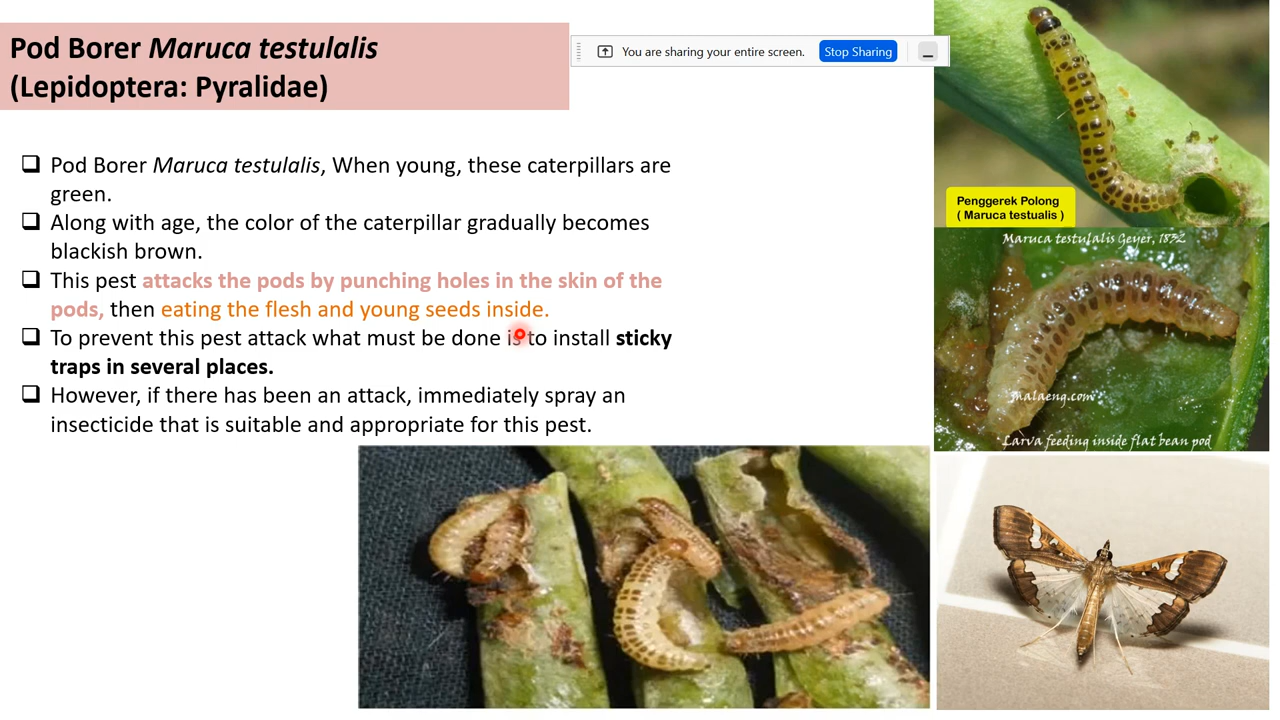 Pod Borer Maruca testulalis
(Lepidoptera: Pyralidae)
You are sharing your entire screen.
Stop Sharing
Pod Borer Maruca testulalis, When young, these caterpillars are
green.
Along with age, the color of the caterpillar gradually becomes
blackish brown.
This pest attacks the pods by punching holes in the skin of the
pods, then eating the flesh and young seeds inside.
To prevent this pest attack what must be done is to install sticky
traps in several places.
However, if there has been an attack, immediately spray an
insecticide that is suitable and appropriate for this pest.
Penggerek Polong
( Maruca testualis )
Maruca testulalis Geyer, 1832
malaeng.com
Larva feeding inside flat bean pod